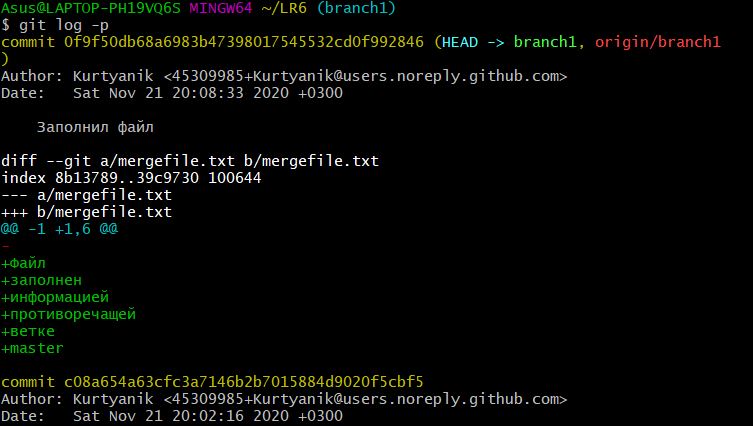 Asus@LAPTOP-PH19VQ6S MINGW64 ~/LR6 (branch1)
$ git log -p
commit 0f9f50db68a6983b47398017545532cd0f992846 (HEAD -> branch1, origin/branch1
)
Author: Kurtyanik <45309985+Kurtyanik@users.noreply.github.com>
Date:   Sat Nov 21 20:08:33 2020 +0300

    Заполнил файл

diff --git a/mergefile.txt b/mergefile.txt
index 8b13789..39c9730 100644
--- a/mergefile.txt
+++ b/mergefile.txt
@@ -1 +1,6 @@
-
+Файл
+заполнен
+информацией
+противоречащей
+ветке
+master

commit c08a654a63cfc3a7146b2b7015884d9020f5cbf5
Author: Kurtyanik <45309985+Kurtyanik@users.noreply.github.com>
Date:   Sat Nov 21 20:02:16 2020 +0300